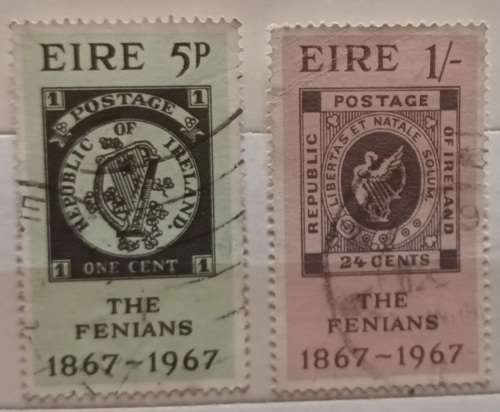 EIRE 5P
1 POSTAGE 1
REPUBLIC OF IRELAND.
1 ONE CENT 1
THE
FENIANS
1867~1967
EIRE 1/-
POSTAGE
REPUBLIC
LIBERTAS ET NATALE SOLUM
OF IRELAND
24 CENTS
THE
FENIANS
1867~1967